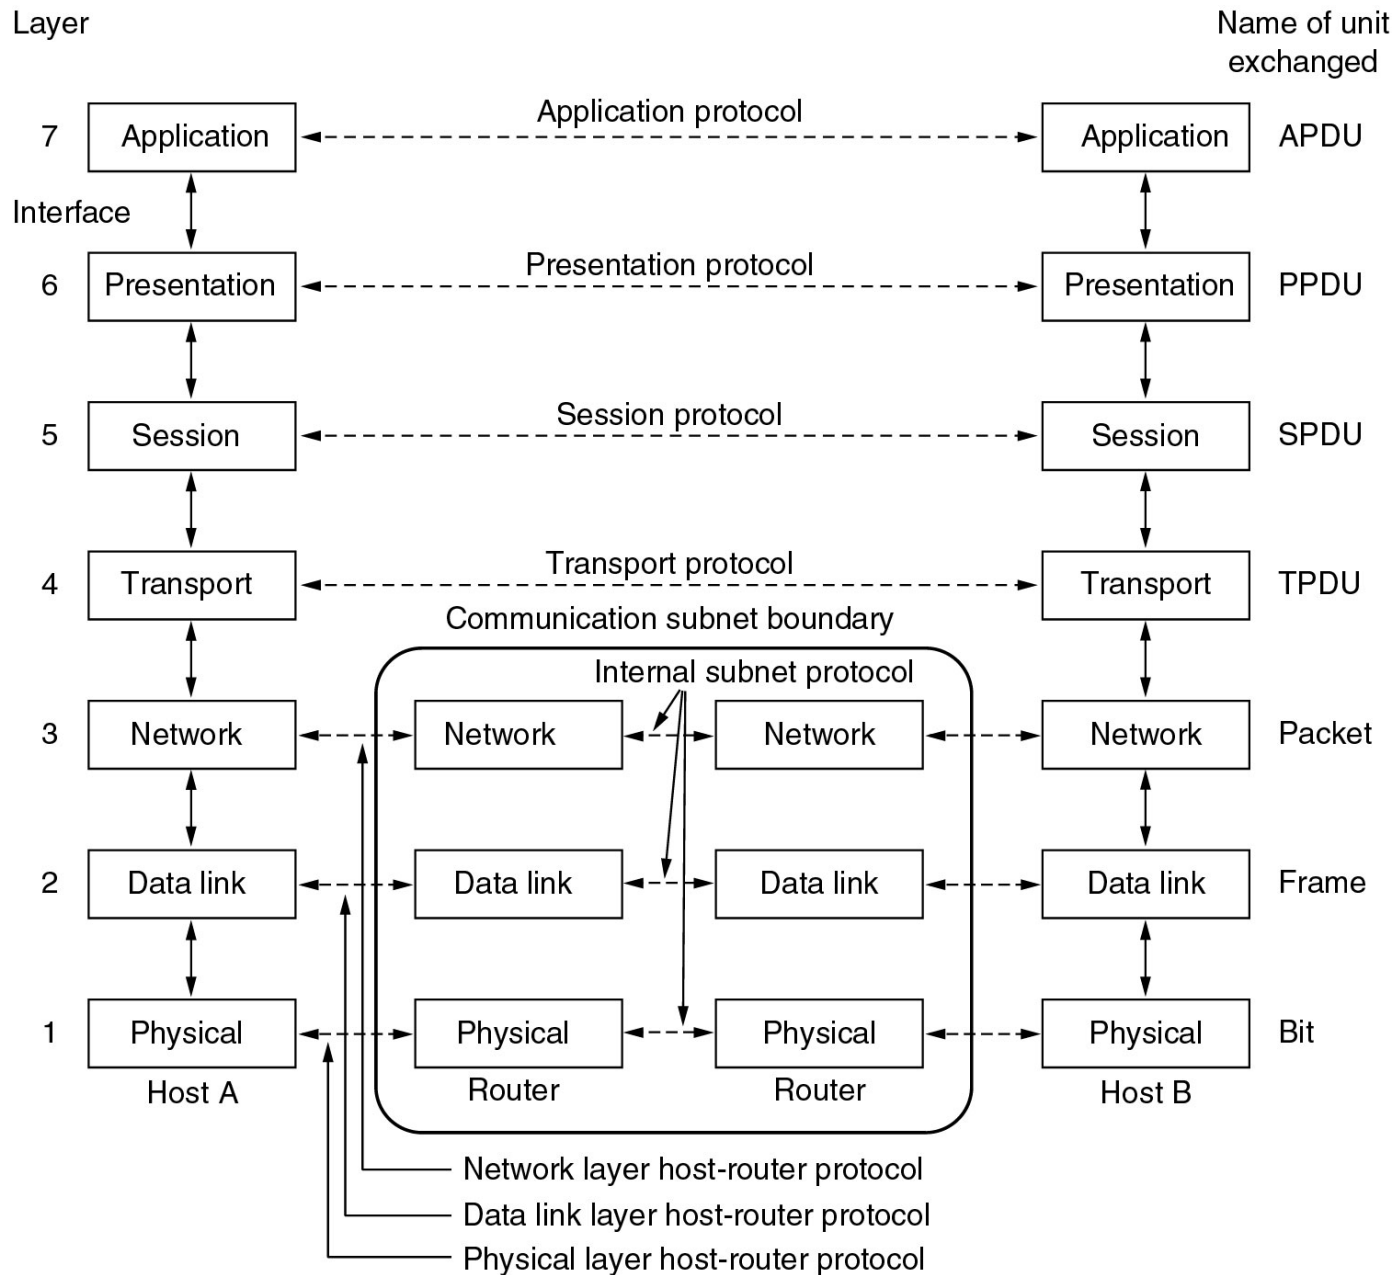 Layer
Name of unit
exchanged
Application protocol
7 Application Application APDU
Interface
Presentation protocol
6 Presentation Presentation PPDU
Session protocol
5 Session Session SPDU
Transport protocol
4 Transport Transport TPDU
Communication subnet boundary
Internal subnet protocol
3 Network Network Network Network Packet
2 Data link Data link Data link Data link Frame
1 Physical Physical Physical Physical Bit
Host A Router Router Host B
Network layer host-router protocol
Data link layer host-router protocol
Physical layer host-router protocol